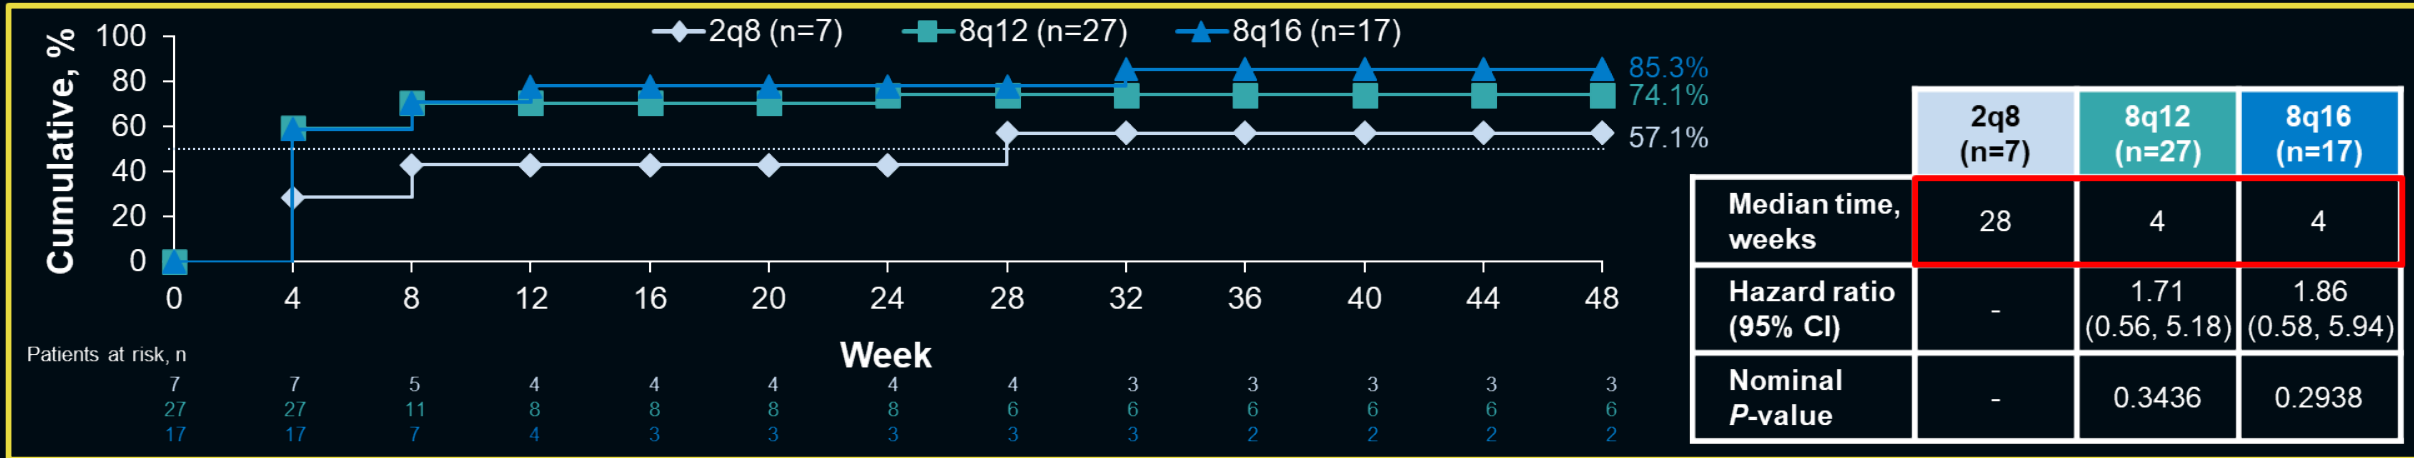 2q8 (n=7) 8q12 (n=27) 8q16 (n=17)
Cumulative, %
100
80
60
40
20
0
85.3%
74.1%
57.1%
0 4 8 12 16 20 24 28 32 36 40 44 48
Week
Patients at risk, n
7 7 5 4 4 4 4 4 3 3 3 3 3
27 27 11 8 8 8 8 6 6 6 6 6 6
17 17 7 4 3 3 3 3 3 2 2 2 2
2q8 8q12 8q16
(n=7) (n=27) (n=17)
Median time,
weeks
28 4 4
Hazard ratio
(95% CI)
- 1.71 1.86
(0.56, 5.18) (0.58, 5.94)
Nominal
P-value
- 0.3436 0.2938